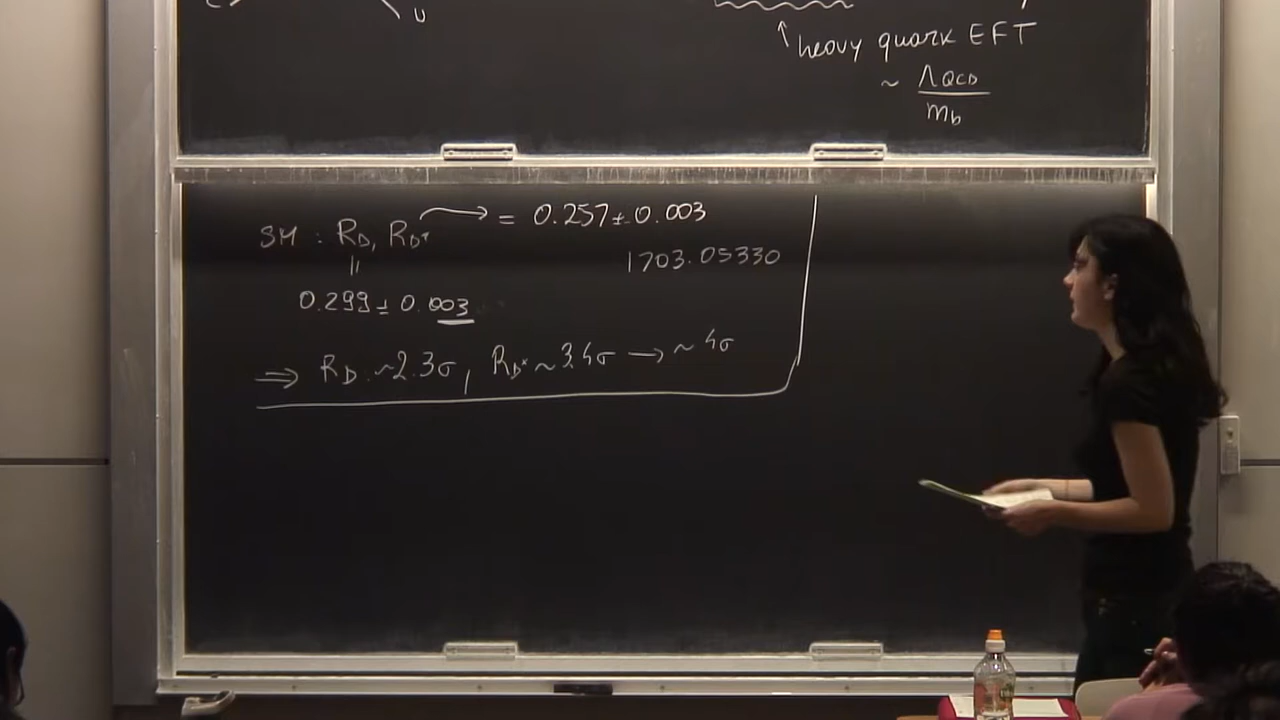 c
u
↑ heavy quark EFT
~ ΛQCD / mb
SM : RD, RD* → = 0.257 ± 0.003
1703.05330
||
0.299 ± 0.003
⇒ RD ~2.3σ, RD* ~ 3.4σ → ~ 4σ